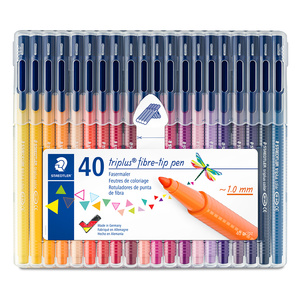 STAEDTLER
40 triplus® fibre-tip pen
Fasermaler
Feutres de coloriage
Rotuladores de punta
de fibra
~1.0 mm
Made in Germany
Fabriqué en Allemagne
Hecho en Alemania